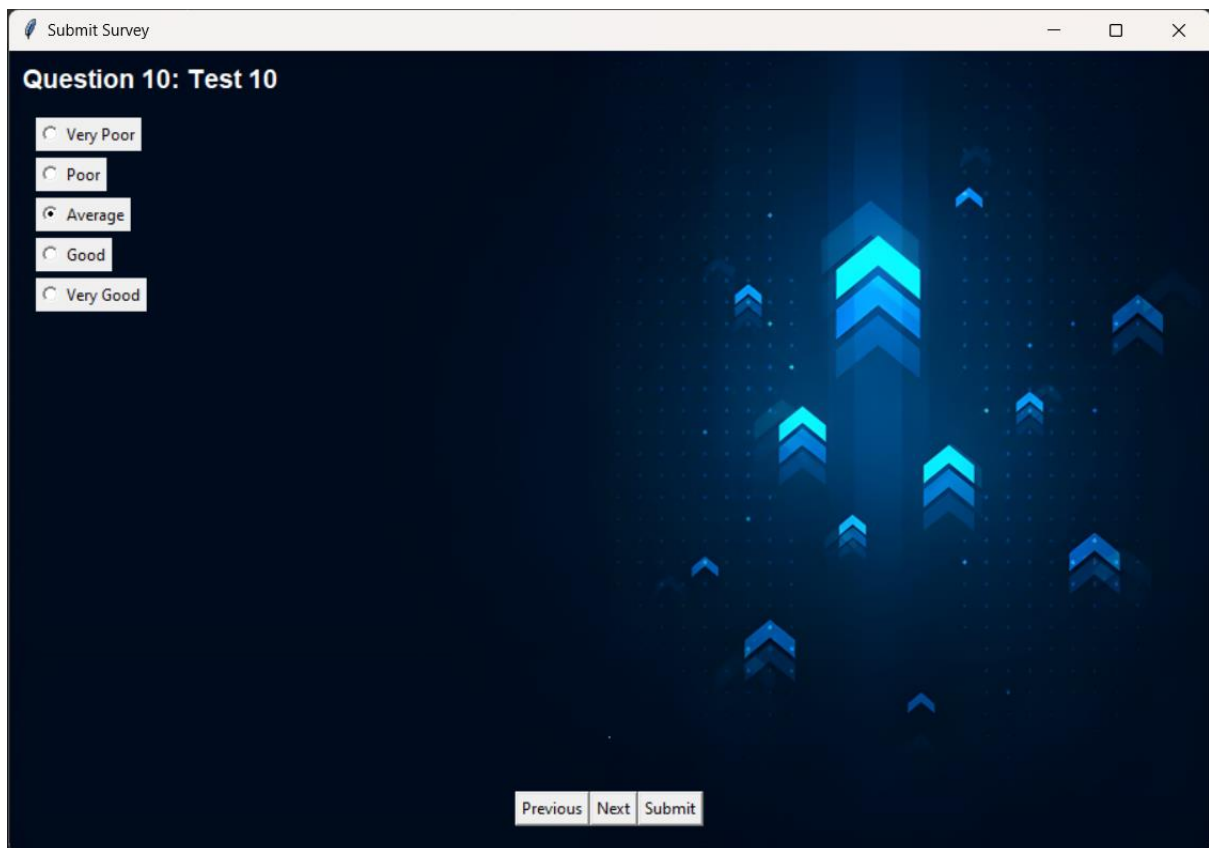 Submit Survey
Question 10: Test 10
Very Poor
Poor
Average
Good
Very Good
Previous Next Submit